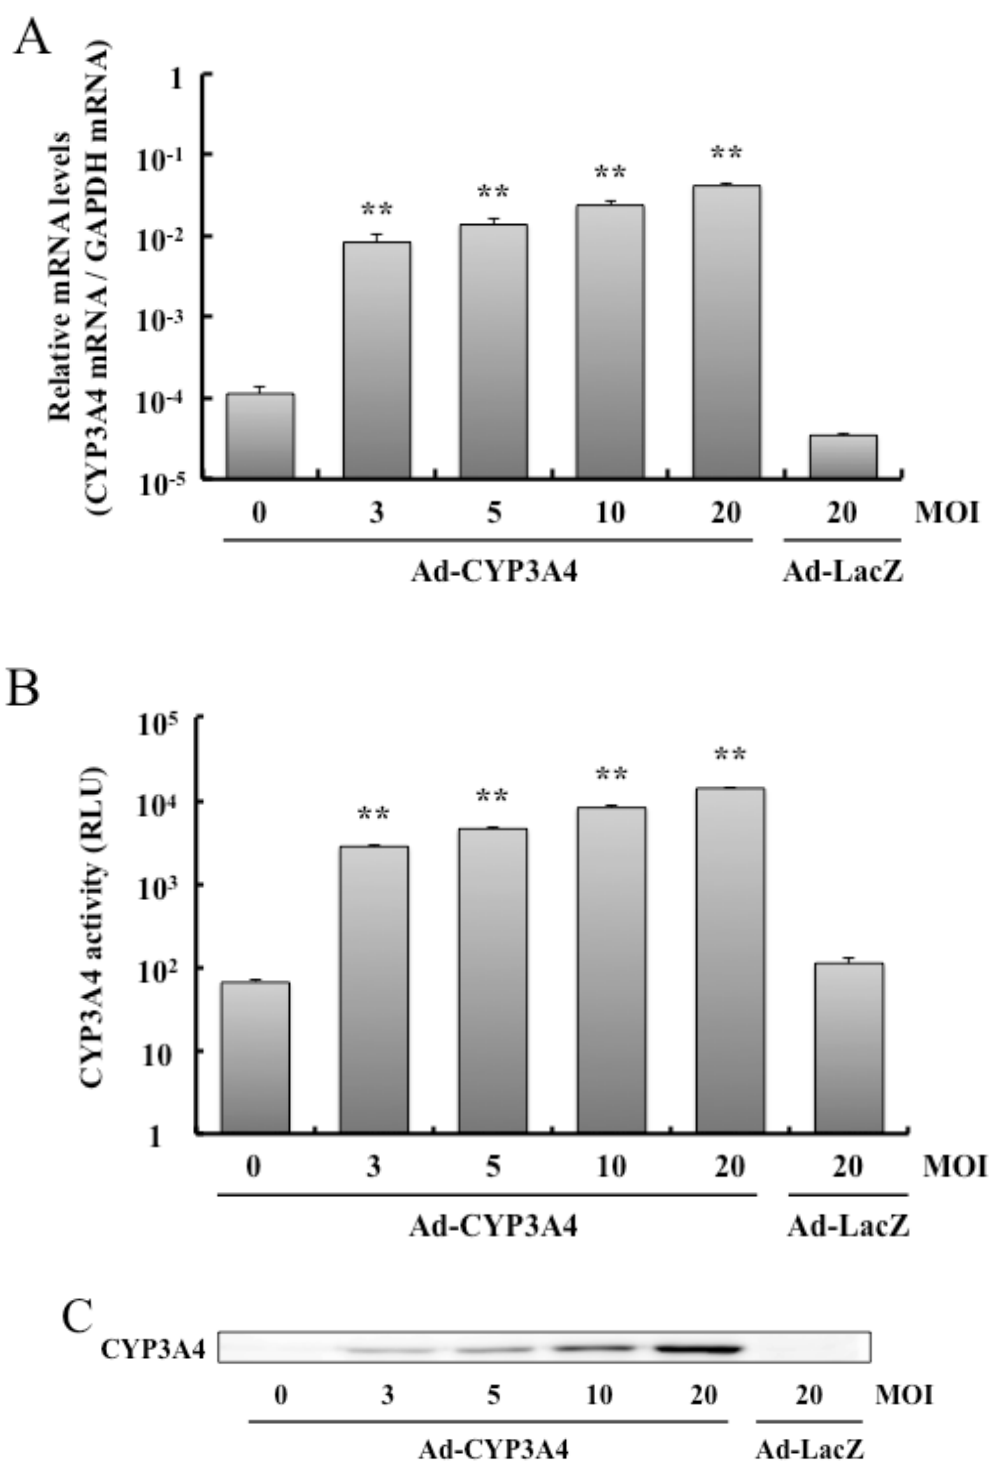 A
Relative mRNA levels
(CYP3A4 mRNA / GAPDH mRNA)
1
10⁻¹
10⁻²
10⁻³
10⁻⁴
10⁻⁵
** ** ** **
0 3 5 10 20 20 MOI
Ad-CYP3A4 Ad-LacZ
B
CYP3A4 activity (RLU)
10⁵
10⁴
10³
10²
10
1
** ** ** **
0 3 5 10 20 20 MOI
Ad-CYP3A4 Ad-LacZ
C
CYP3A4
0 3 5 10 20 20 MOI
Ad-CYP3A4 Ad-LacZ